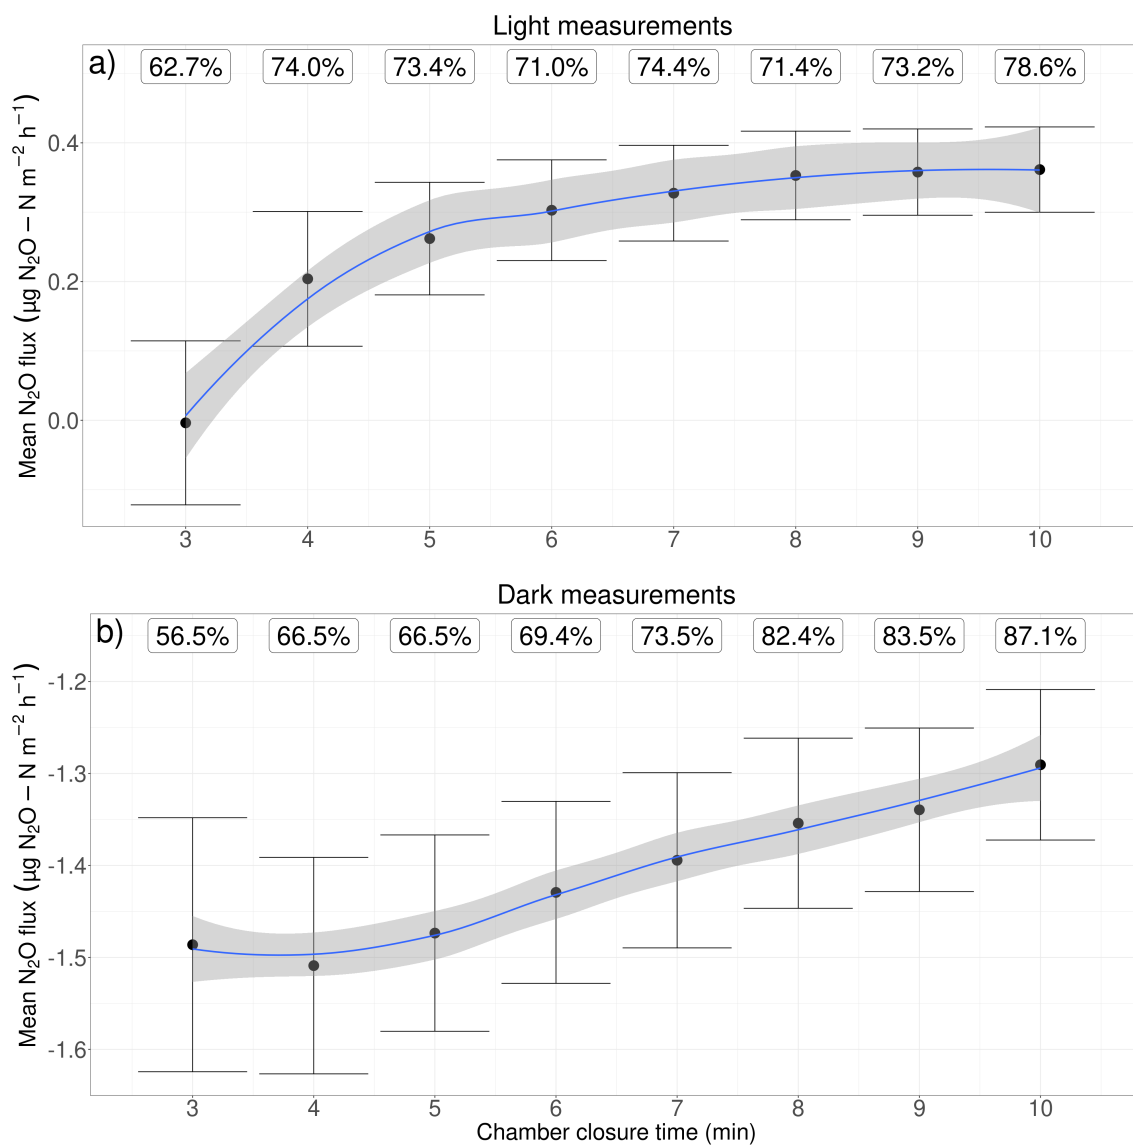 Light measurements
a)
62.7% 74.0% 73.4% 71.0% 74.4% 71.4% 73.2% 78.6%
Mean N₂O flux (µg N₂O − N m⁻² h⁻¹)
0.4
0.2
0.0
3 4 5 6 7 8 9 10
Dark measurements
b)
56.5% 66.5% 66.5% 69.4% 73.5% 82.4% 83.5% 87.1%
Mean N₂O flux (µg N₂O − N m⁻² h⁻¹)
-1.2
-1.3
-1.4
-1.5
-1.6
3 4 5 6 7 8 9 10
Chamber closure time (min)